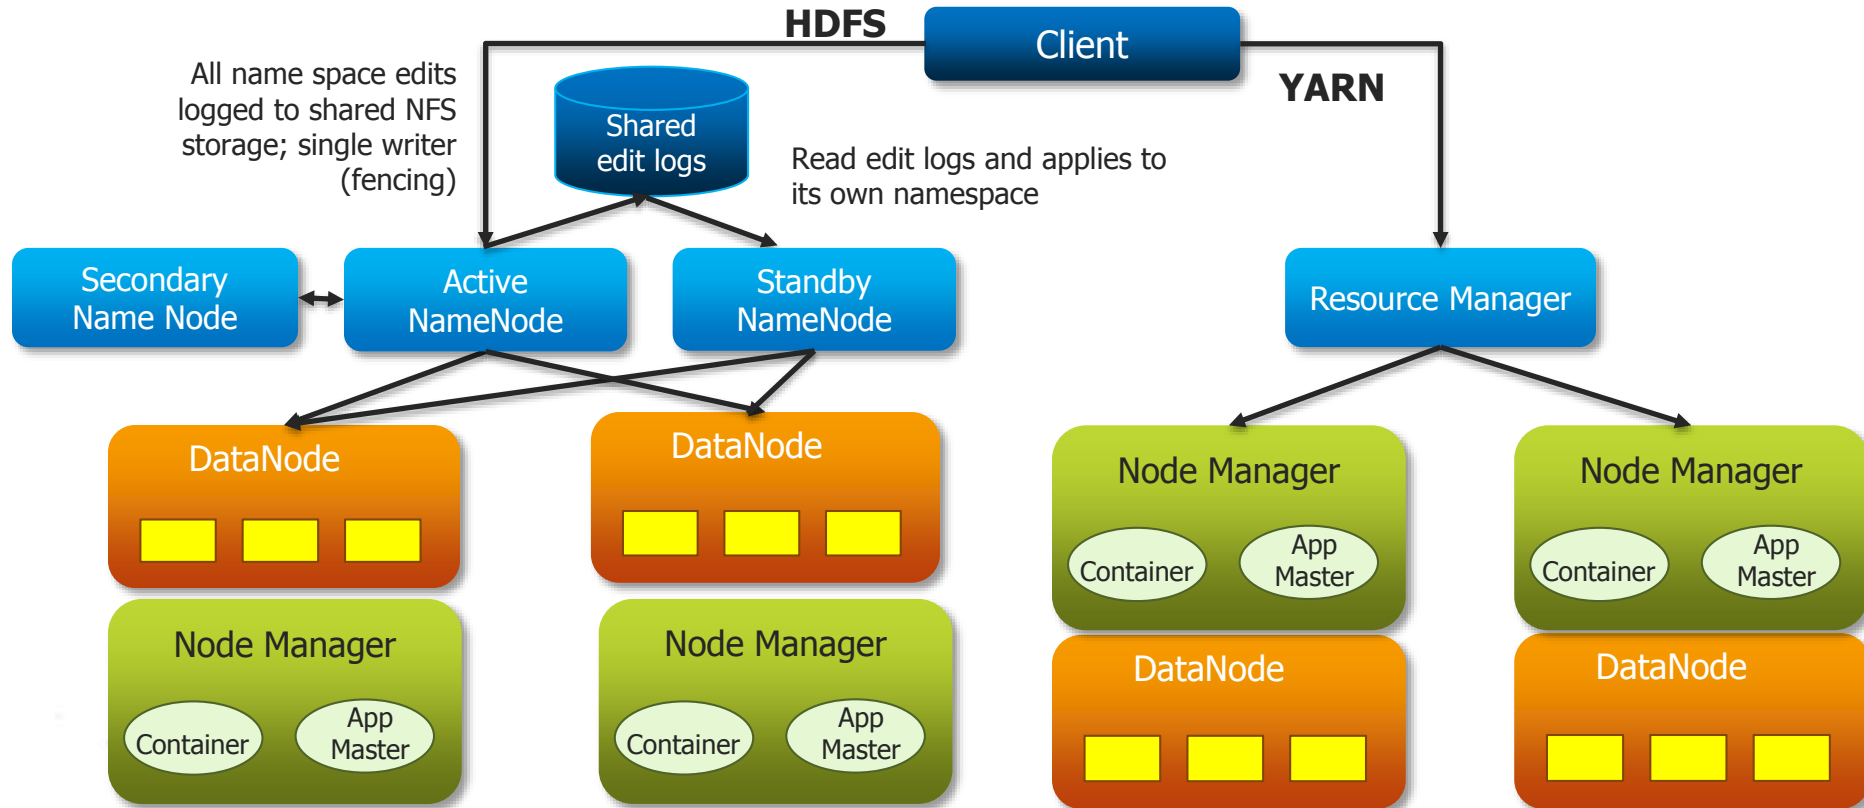 HDFS
Client
YARN
All name space edits
logged to shared NFS
storage; single writer
(fencing)
Shared
edit logs
Read edit logs and applies to
its own namespace
Secondary
Name Node
Active
NameNode
Standby
NameNode
Resource Manager
DataNode
DataNode
Node Manager
Container
App
Master
Node Manager
Container
App
Master
Node Manager
Container
App
Master
Node Manager
Container
App
Master
DataNode
DataNode